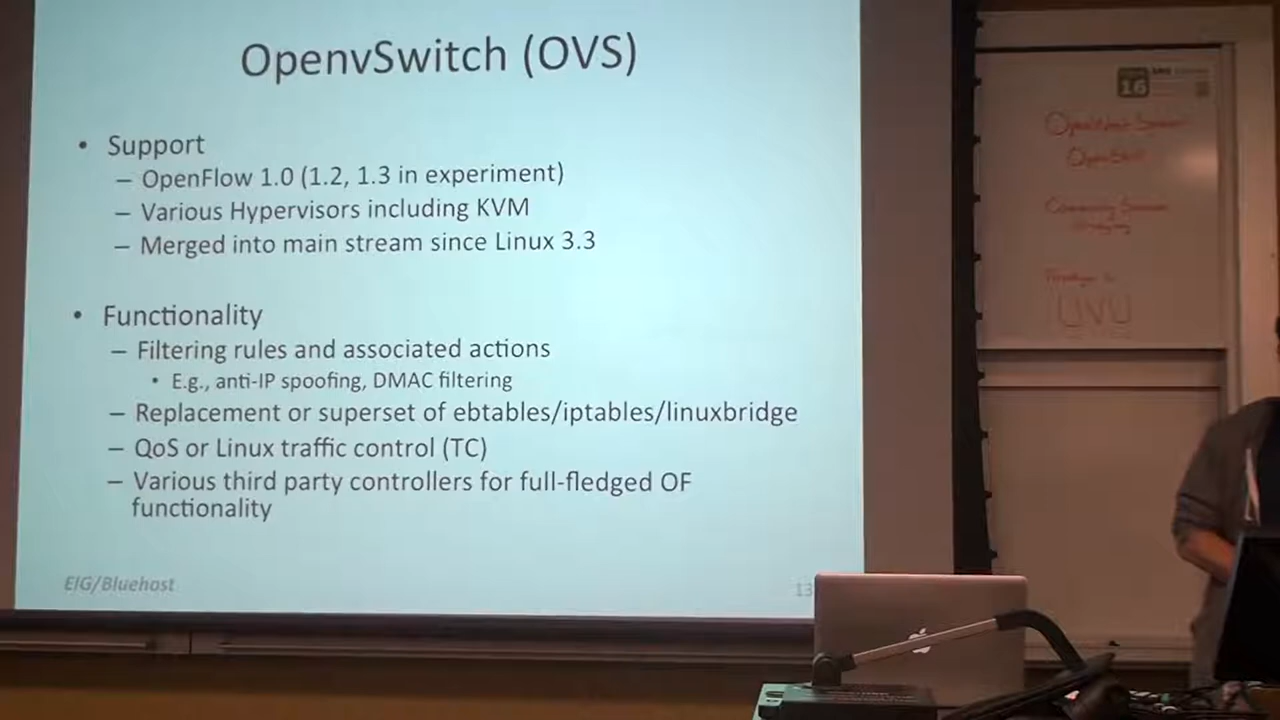 OpenvSwitch (OVS)
• Support
– OpenFlow 1.0 (1.2, 1.3 in experiment)
– Various Hypervisors including KVM
– Merged into main stream since Linux 3.3
• Functionality
– Filtering rules and associated actions
• E.g., anti-IP spoofing, DMAC filtering
– Replacement or superset of ebtables/iptables/linuxbridge
– QoS or Linux traffic control (TC)
– Various third party controllers for full-fledged OF
functionality
EIG/Bluehost
13
16
UVU